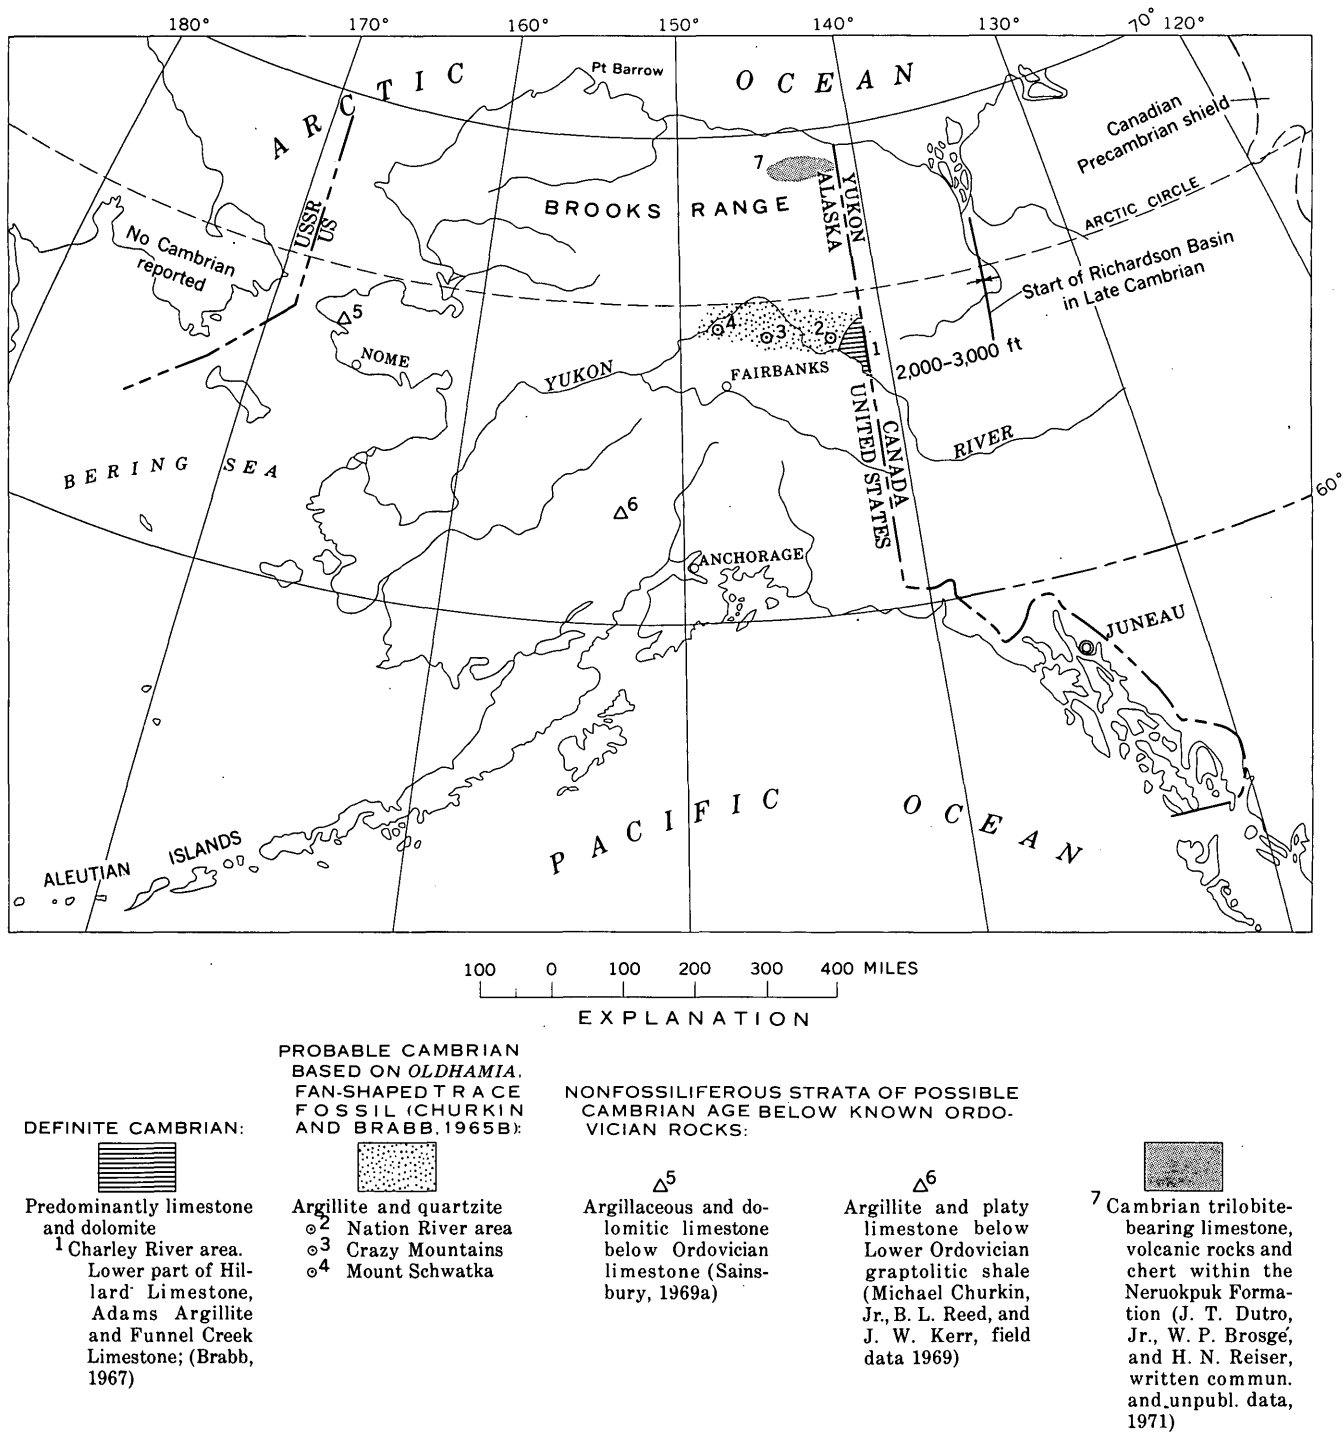 180° 170° 160° 150° 140° 130° 70° 120°
ARCTIC OCEAN
Pt Barrow
Canadian
Precambrian shield
7
YUKON
ALASKA
BROOKS RANGE
ARCTIC CIRCLE
USSR
US
No Cambrian
reported
Start of Richardson Basin
in Late Cambrian
5
4
3
2
1
2,000–3,000 ft
NOME
YUKON
FAIRBANKS
RIVER
CANADA
UNITED STATES
BERING SEA
60°
6
ANCHORAGE
JUNEAU
PACIFIC OCEAN
ALEUTIAN ISLANDS
100 0 100 200 300 400 MILES
EXPLANATION
DEFINITE CAMBRIAN:
Predominantly limestone
and dolomite
1 Charley River area.
Lower part of Hil-
lard Limestone,
Adams Argillite
and Funnel Creek
Limestone; (Brabb,
1967)
PROBABLE CAMBRIAN
BASED ON OLDHAMIA,
FAN-SHAPED TRACE
FOSSIL (CHURKIN
AND BRABB, 1965B):
Argillite and quartzite
2 Nation River area
3 Crazy Mountains
4 Mount Schwatka
NONFOSSILIFEROUS STRATA OF POSSIBLE
CAMBRIAN AGE BELOW KNOWN ORDO-
VICIAN ROCKS:
5
Argillaceous and do-
lomitic limestone
below Ordovician
limestone (Sains-
bury, 1969a)
6
Argillite and platy
limestone below
Lower Ordovician
graptolitic shale
(Michael Churkin,
Jr., B. L. Reed, and
J. W. Kerr, field
data 1969)
7 Cambrian trilobite-
bearing limestone,
volcanic rocks and
chert within the
Neruokpuk Forma-
tion (J. T. Dutro,
Jr., W. P. Brosgé,
and H. N. Reiser,
written commun.
and unpubl. data,
1971)